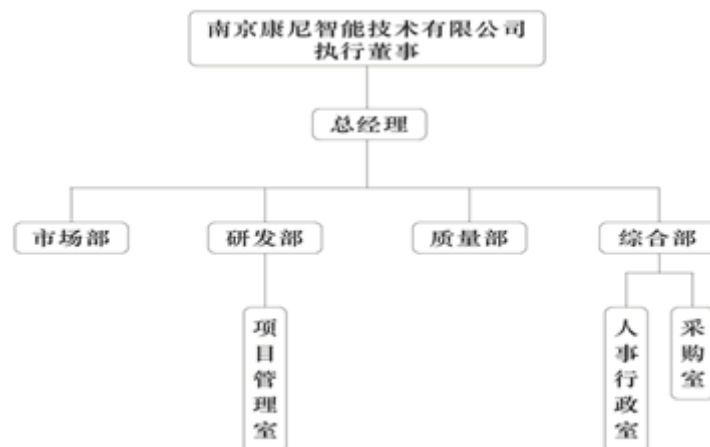 南京康尼智能技术有限公司
执行董事
总经理
市场部
研发部
质量部
综合部
项目管理室
人事行政室
采购室